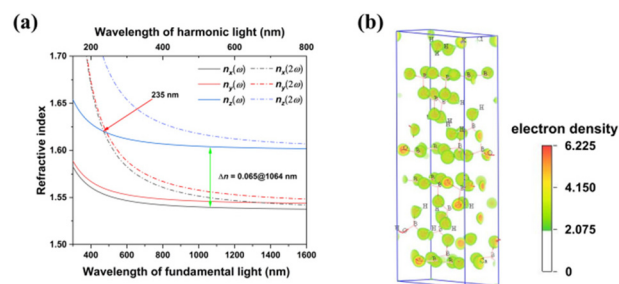 (a)
Wavelength of harmonic light (nm)
200 400 600 800
Refractive index
1.70
1.65
1.60
1.55
1.50
nx(ω) nx(2ω)
ny(ω) ny(2ω)
nz(ω) nz(2ω)
235 nm
Δn = 0.065@1064 nm
400 600 800 1000 1200 1400 1600
Wavelength of fundamental light (nm)
(b)
electron density
6.225
4.150
2.075
0